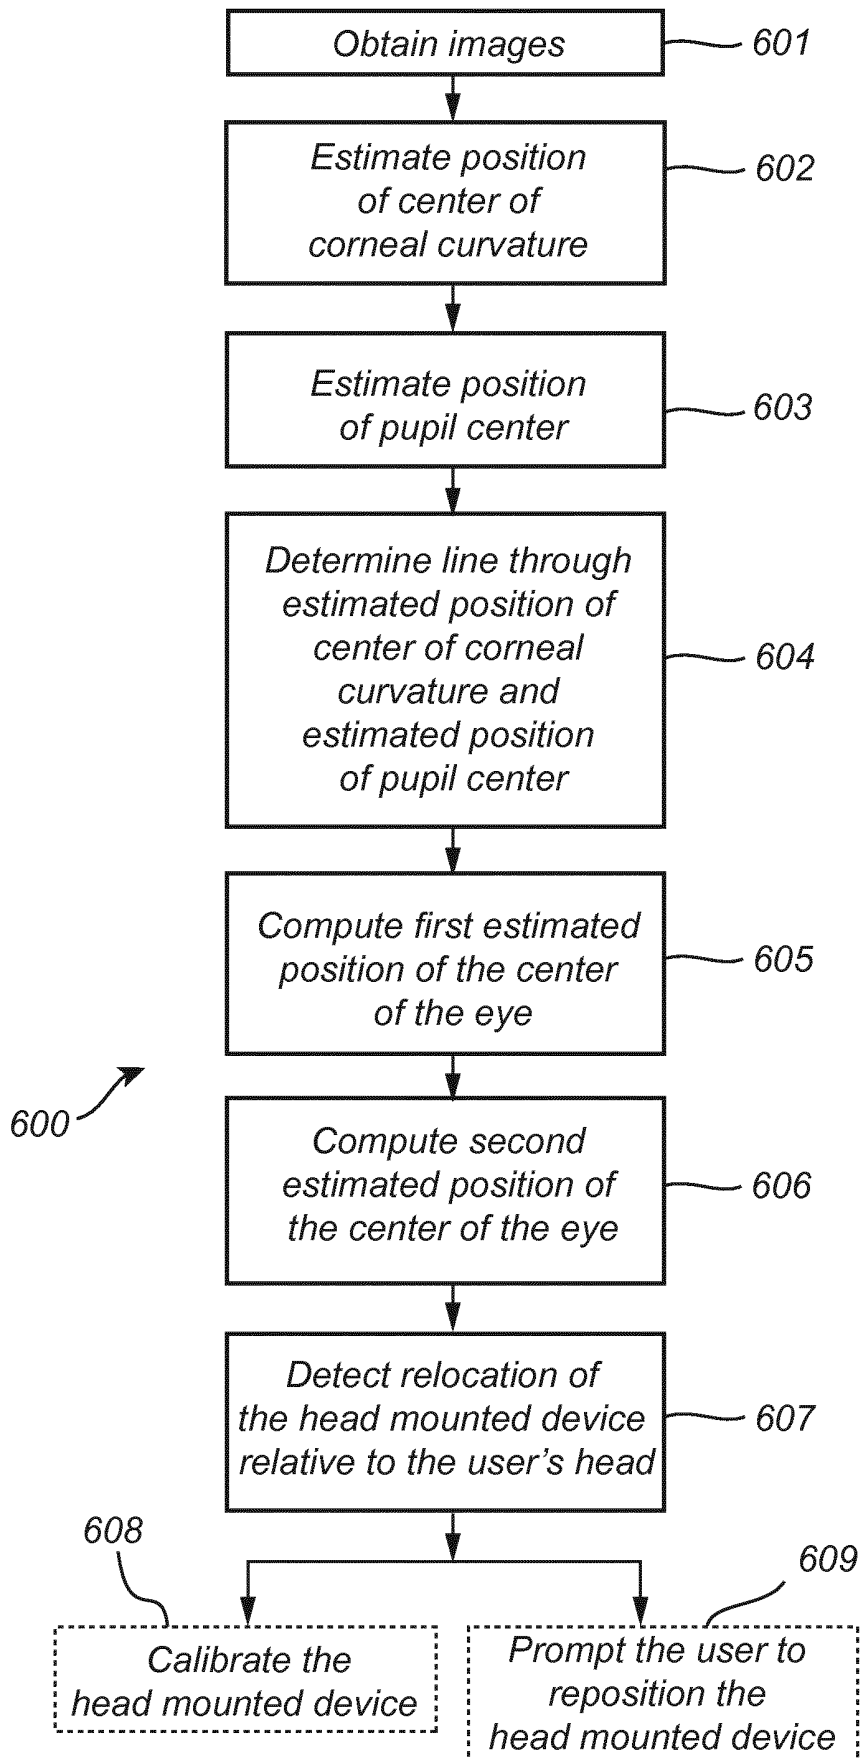 Obtain images
601
Estimate position
of center of
corneal curvature
602
Estimate position
of pupil center
603
Determine line through
estimated position of
center of corneal
curvature and
estimated position
of pupil center
604
Compute first estimated
position of the center
of the eye
605
600
Compute second
estimated position of
the center of the eye
606
Detect relocation of
the head mounted device
relative to the user's head
607
608
Calibrate the
head mounted device
609
Prompt the user to
reposition the
head mounted device